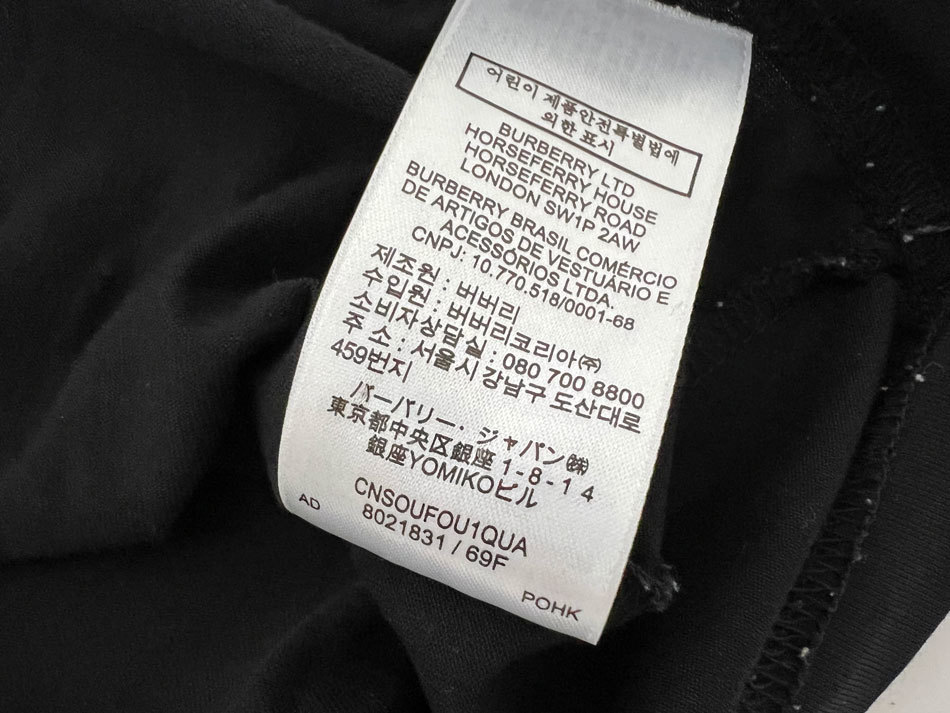 어린이 제품안전특별법에
의한 표시
BURBERRY LTD
HORSEFERRY HOUSE
HORSEFERRY ROAD
LONDON SW1P 2AW
BURBERRY BRASIL COMÉRCIO
DE ARTIGOS DE VESTUÁRIO E
ACESSÓRIOS LTDA.
CNPJ: 10.770.518/0001-68
제조원 : 버버리
수입원 : 버버리코리아㈜
소비자상담실 : 080 700 8800
주 소 : 서울시 강남구 도산대로
459번지
バーバリー．ジャパン㈱
東京都中央区銀座 1-8-14
銀座YOMIKOビル
CNSOUFOU1QUA
8021831 / 69F
AD
POHK